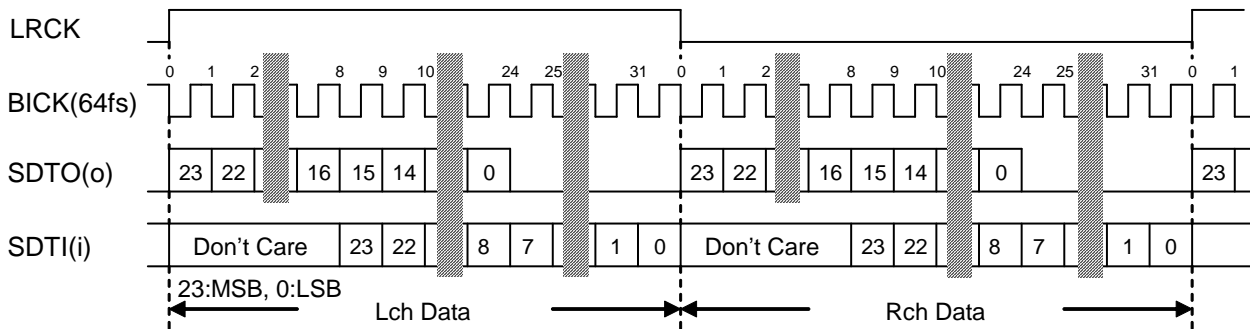 LRCK
0 1 2 8 9 10 24 25 31 0 1 2 8 9 10 24 25 31 0 1
BICK(64fs)
SDTO(o) 23 22 16 15 14 0 23 22 16 15 14 0 23
SDTI(i) Don't Care 23 22 8 7 1 0 Don't Care 23 22 8 7 1 0
23:MSB, 0:LSB
Lch Data Rch Data